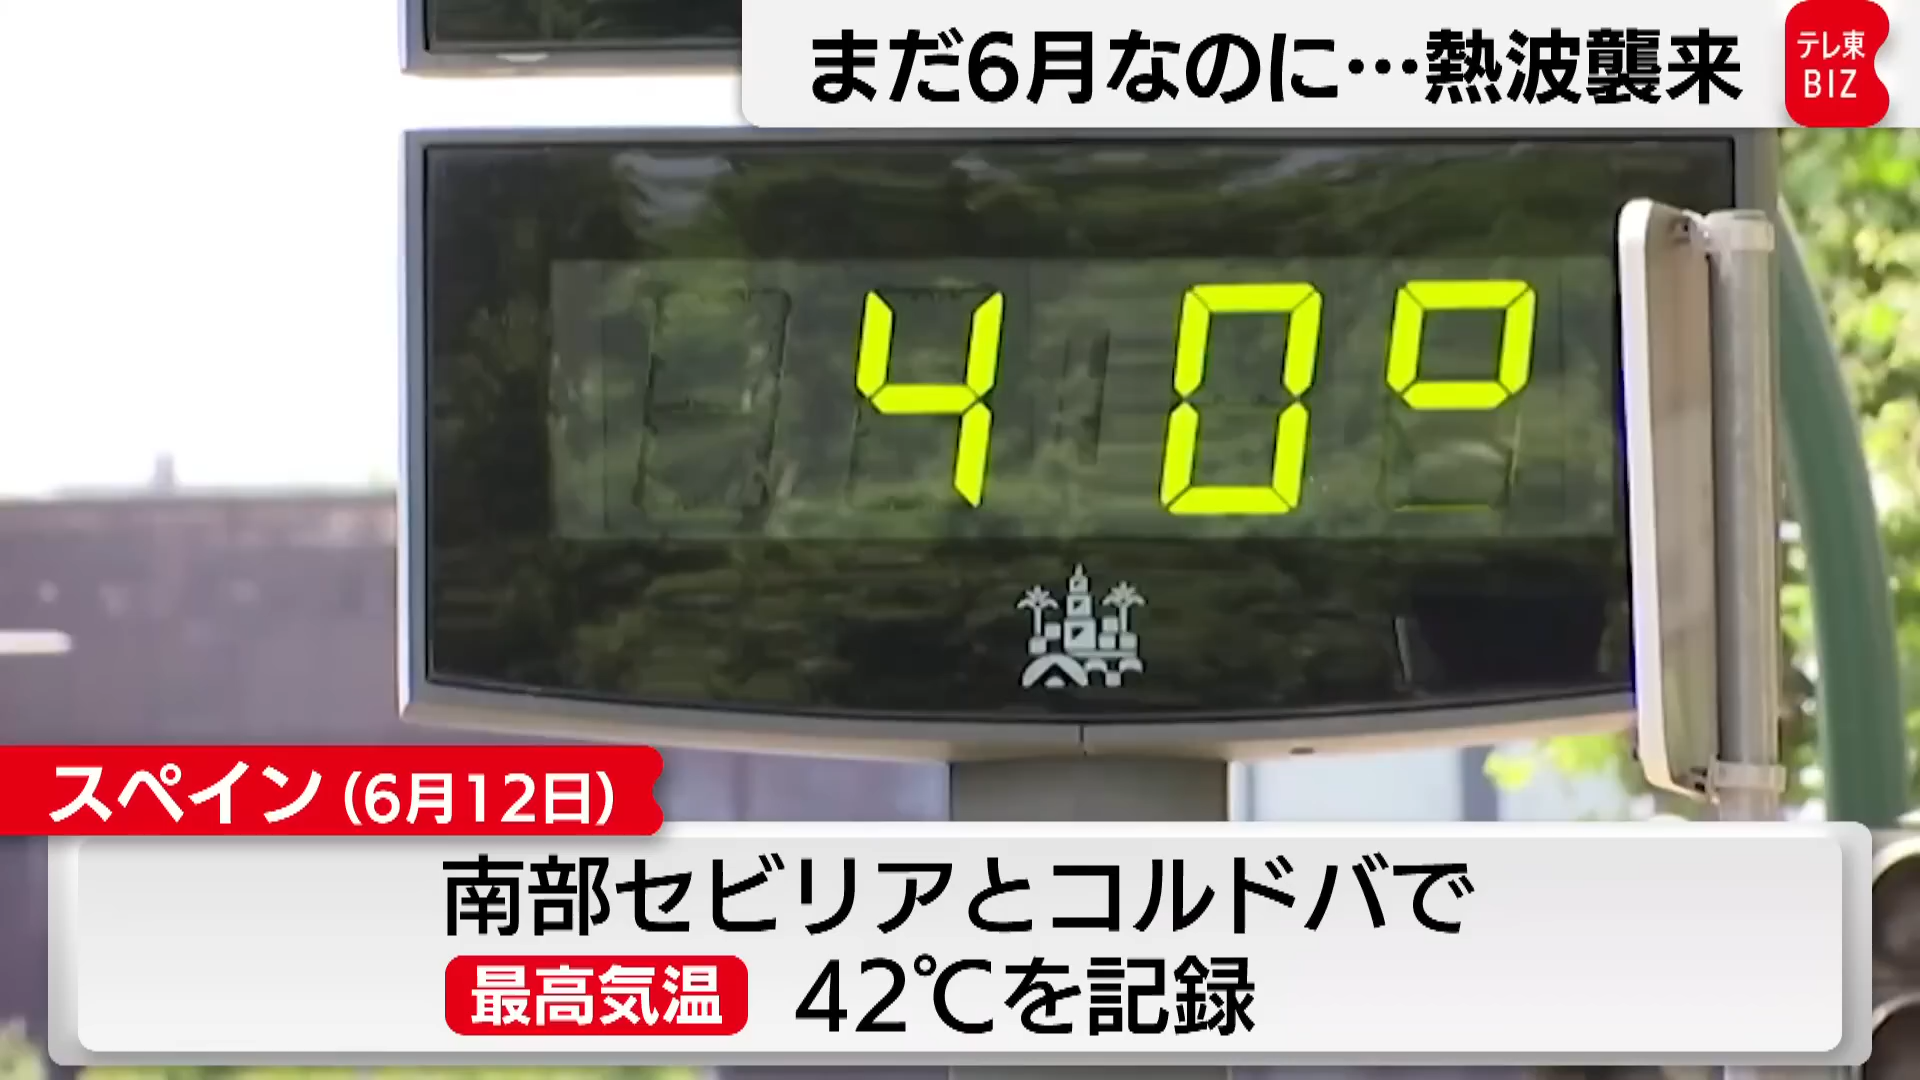 まだ6月なのに…熱波襲来
テレ東
BIZ
40°
スペイン(6月12日)
南部セビリアとコルドバで
最高気温 42℃を記録